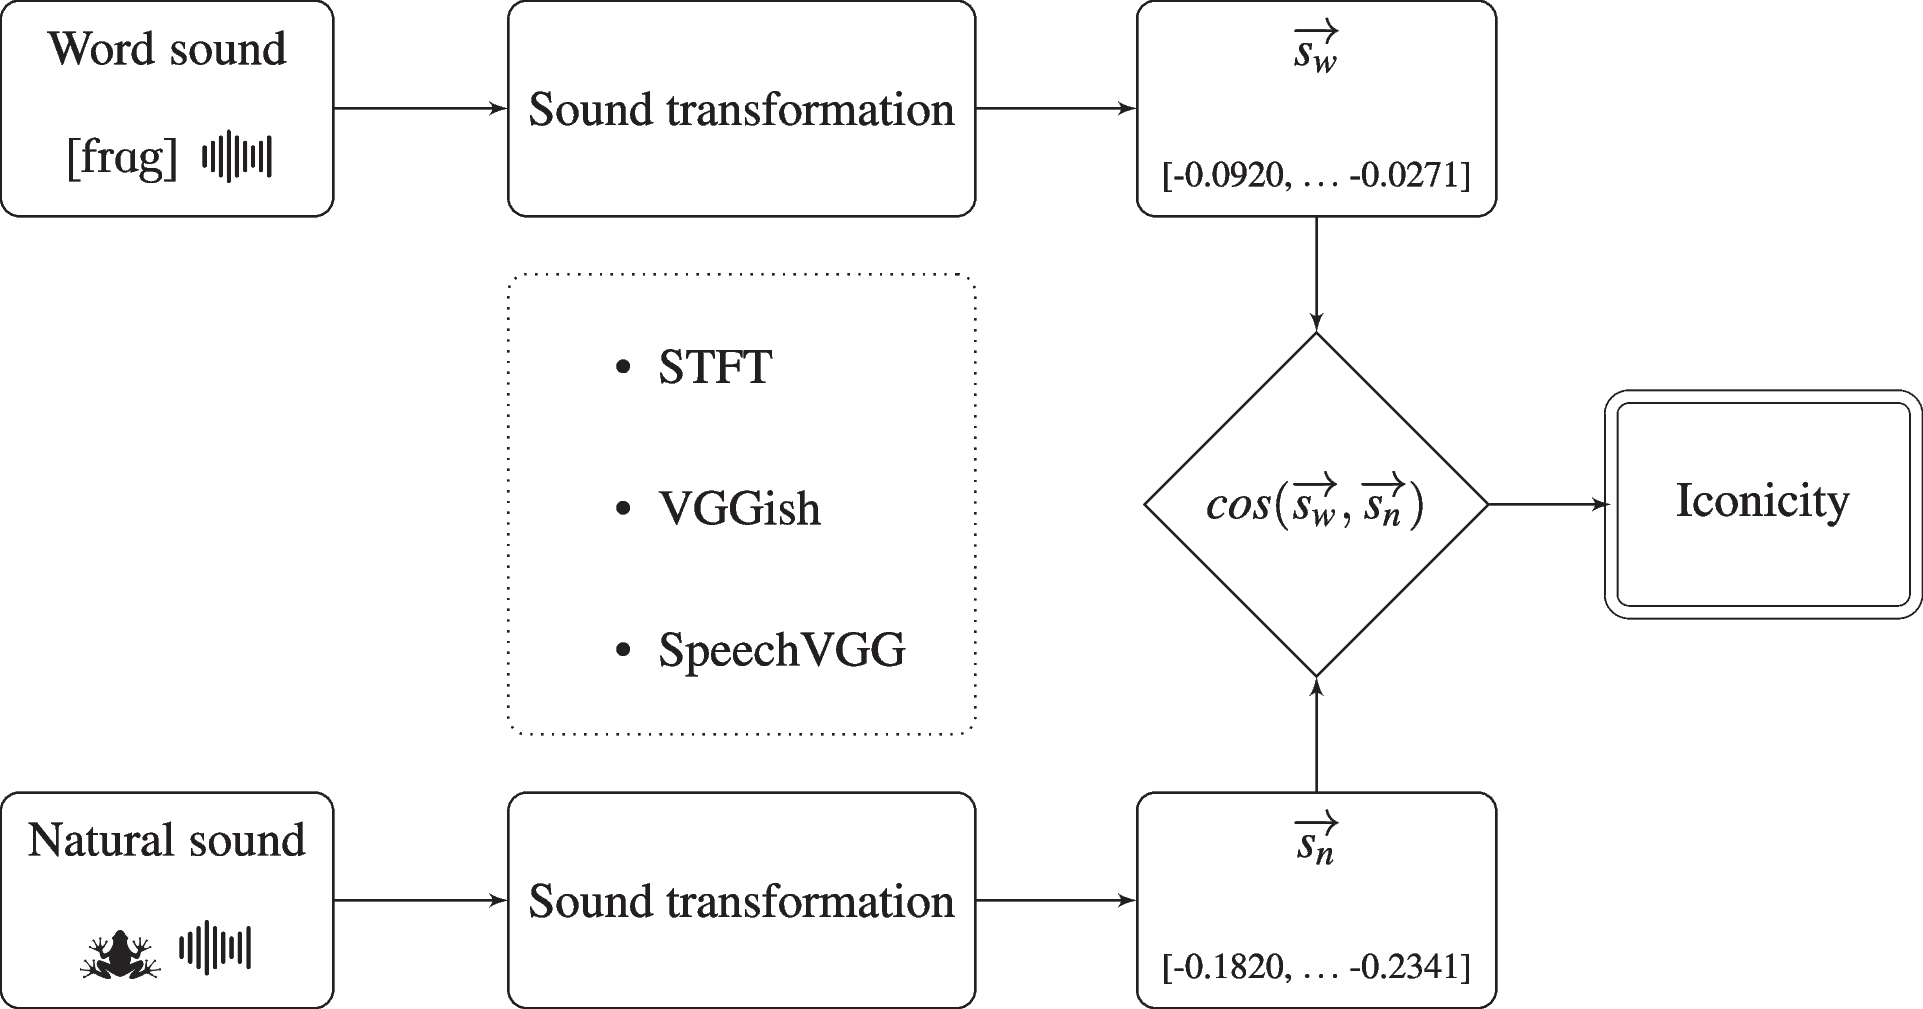 Word sound
[frɑg]
Sound transformation
$\overrightarrow{s_w}$
[-0.0920, … -0.0271]
• STFT
• VGGish
• SpeechVGG
$cos(\overrightarrow{s_w}, \overrightarrow{s_n})$
Iconicity
Natural sound
Sound transformation
$\overrightarrow{s_n}$
[-0.1820, … -0.2341]